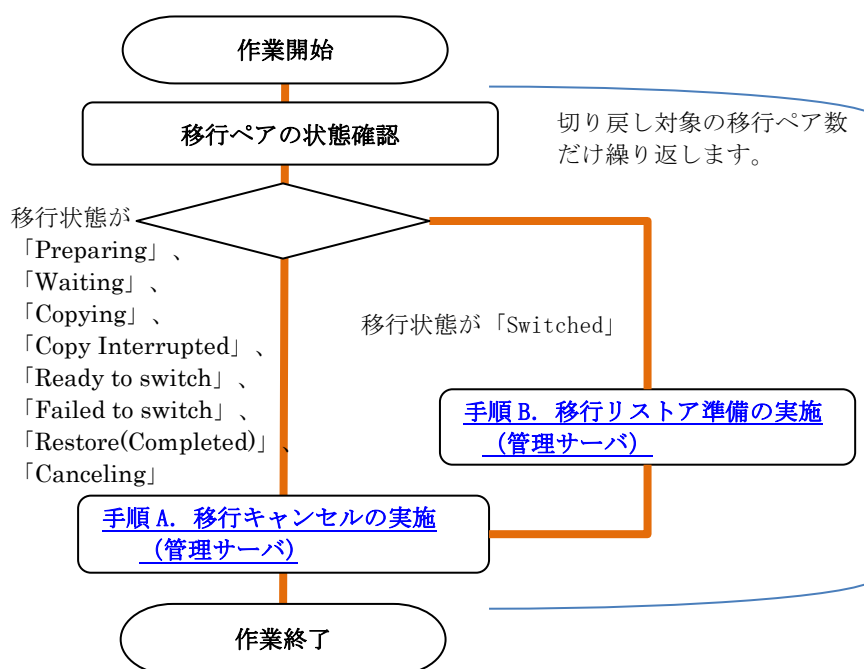 作業開始
移行ペアの状態確認
切り戻し対象の移行ペア数
だけ繰り返します。
移行状態が
「Preparing」、
「Waiting」、
「Copying」、
「Copy Interrupted」、
「Ready to switch」、
「Failed to switch」、
「Restore(Completed)」、
「Canceling」
移行状態が「Switched」
手順 B. 移行リストア準備の実施
（管理サーバ）
手順 A. 移行キャンセルの実施
（管理サーバ）
作業終了